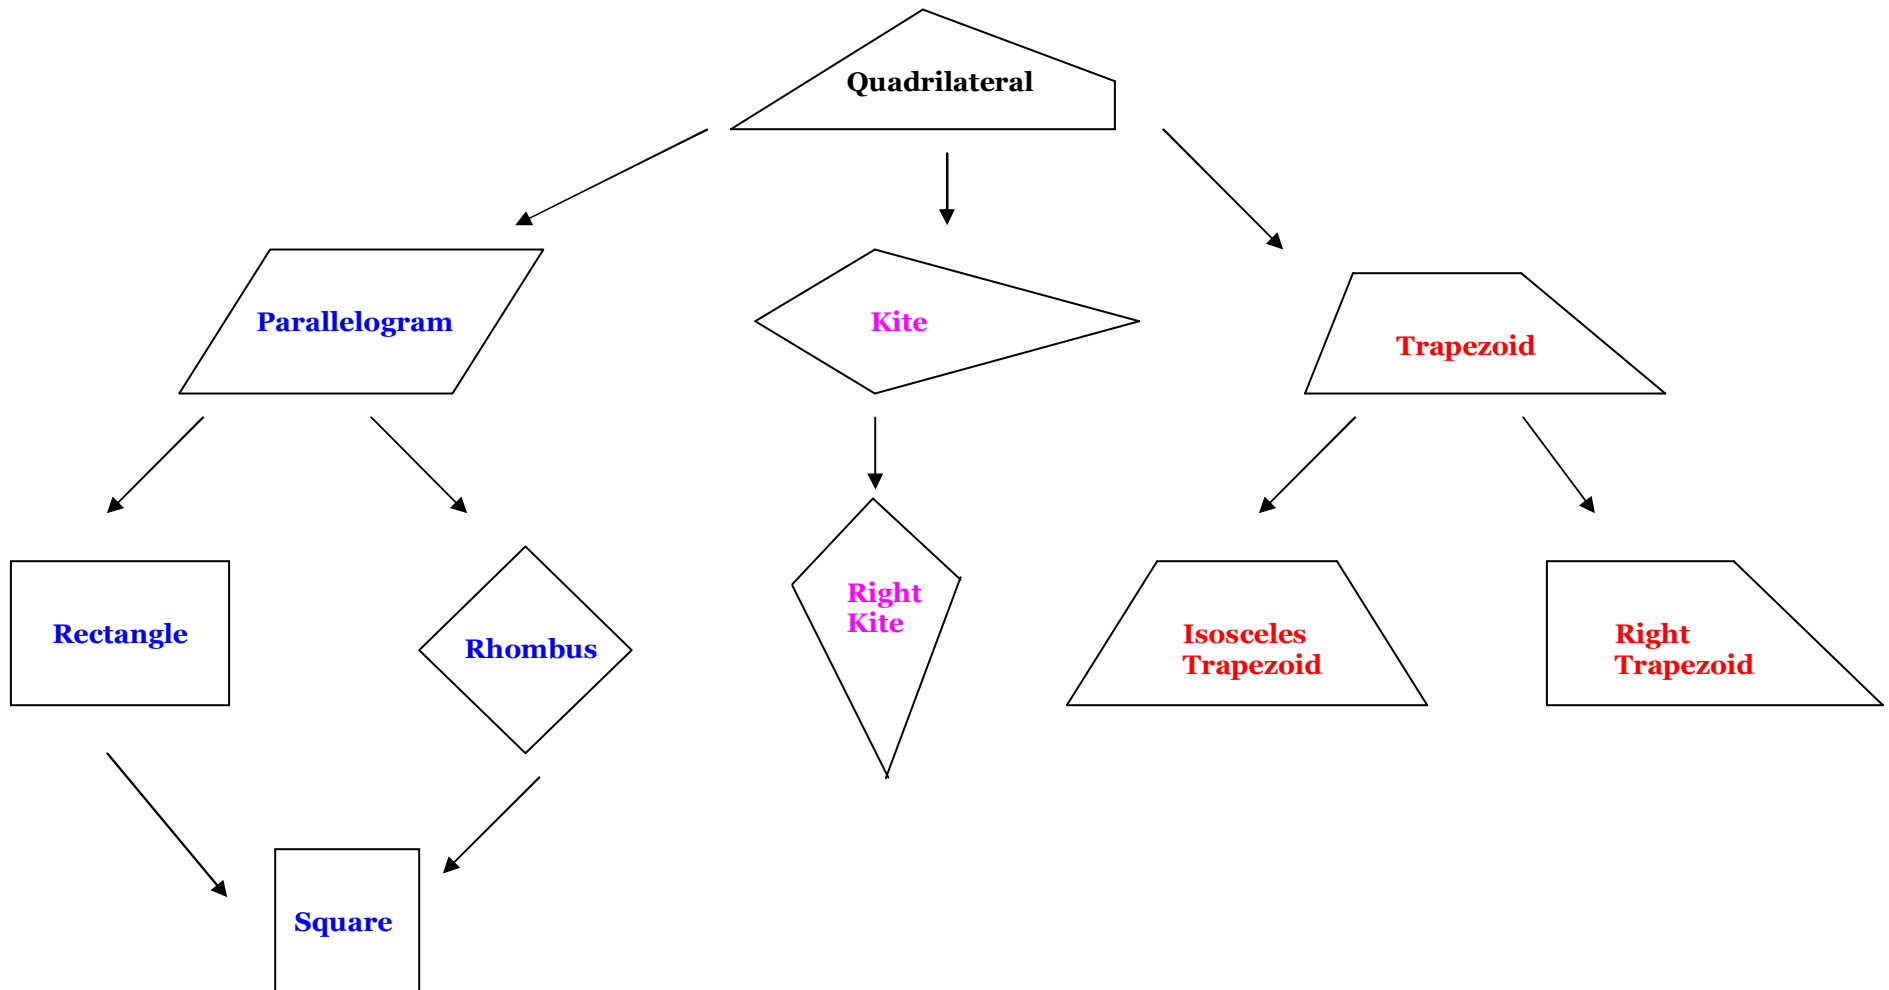 Quadrilateral
Parallelogram
Kite
Trapezoid
Rectangle
Rhombus
Right
Kite
Isosceles
Trapezoid
Right
Trapezoid
Square